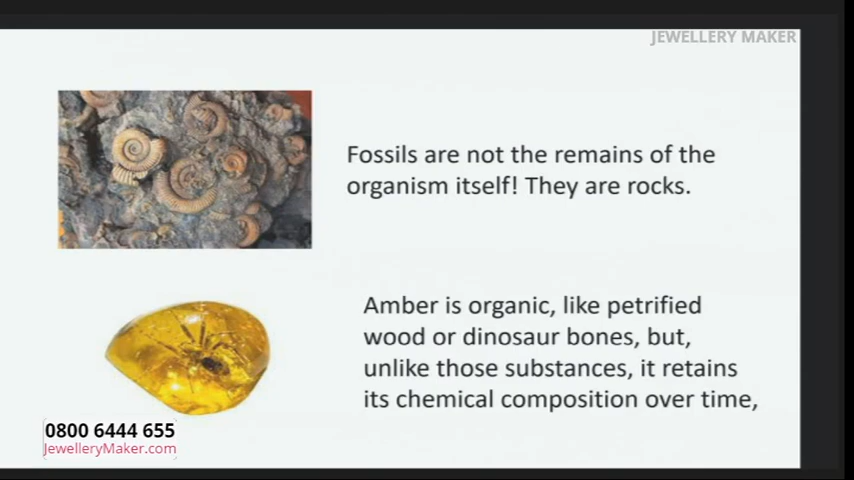 JEWELLERY MAKER
Fossils are not the remains of the
organism itself! They are rocks.
Amber is organic, like petrified
wood or dinosaur bones, but,
unlike those substances, it retains
its chemical composition over time,
0800 6444 655
JewelleryMaker.com